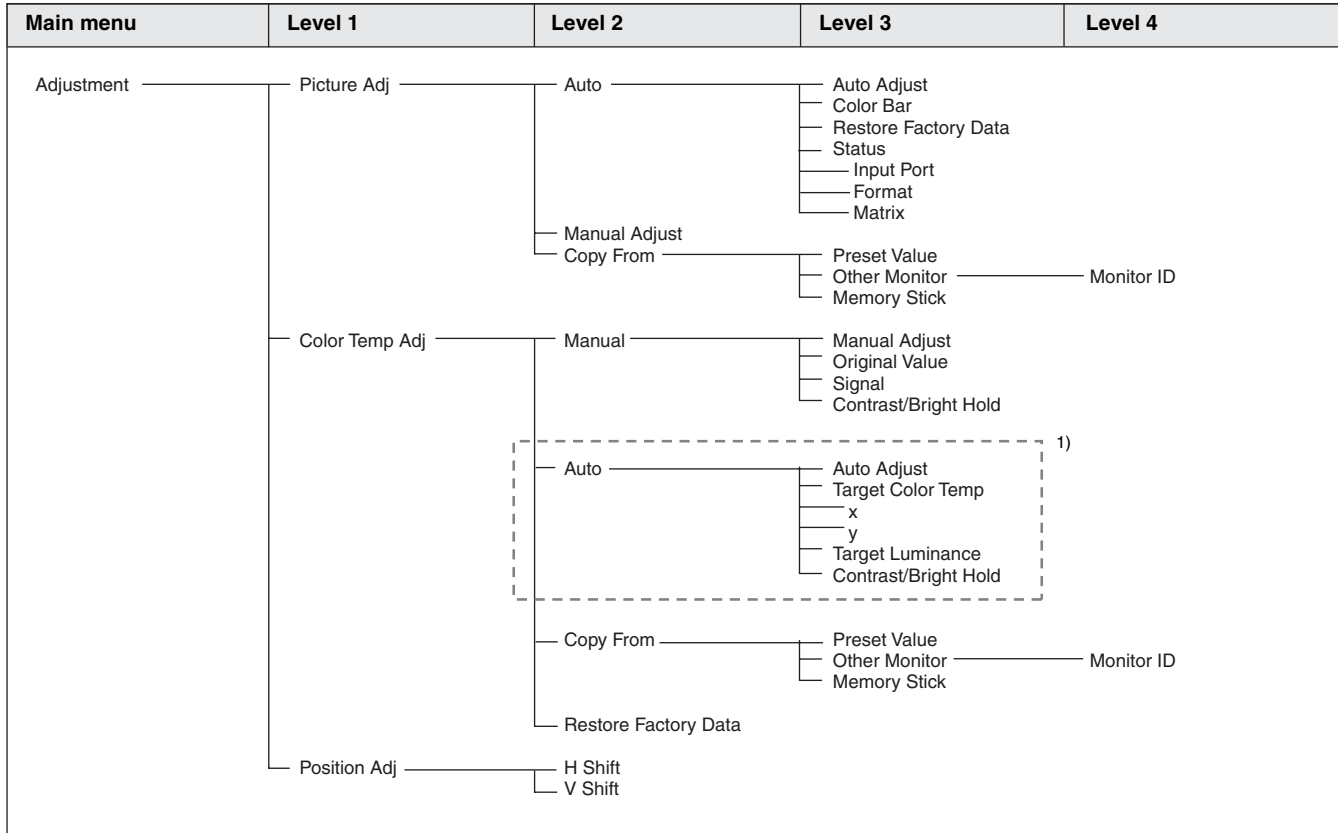 Main menu Level 1 Level 2 Level 3 Level 4
Adjustment Picture Adj Auto Auto Adjust
Color Bar
Restore Factory Data
Status
Input Port
Format
Matrix
Manual Adjust
Copy From Preset Value
Other Monitor Monitor ID
Memory Stick
Color Temp Adj Manual Manual Adjust
Original Value
Signal
Contrast/Bright Hold
1)
Auto Auto Adjust
Target Color Temp
x
y
Target Luminance
Contrast/Bright Hold
Copy From Preset Value
Other Monitor Monitor ID
Memory Stick
Restore Factory Data
Position Adj H Shift
V Shift